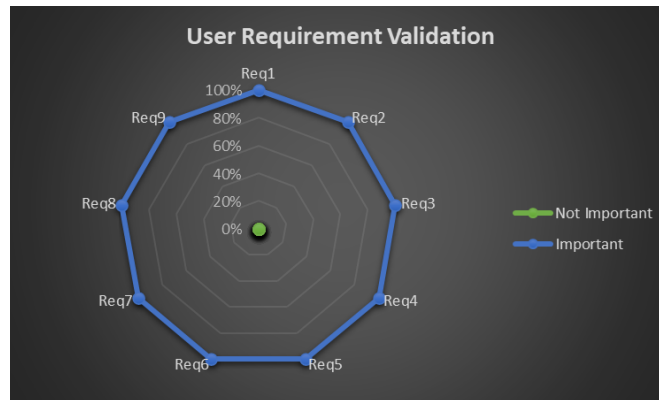 User Requirement Validation
Req1
100%
Req9
Req2
80%
60%
40%
Req8
Req3
20%
Not Important
0%
Important
Req7
Req4
Req6
Req5